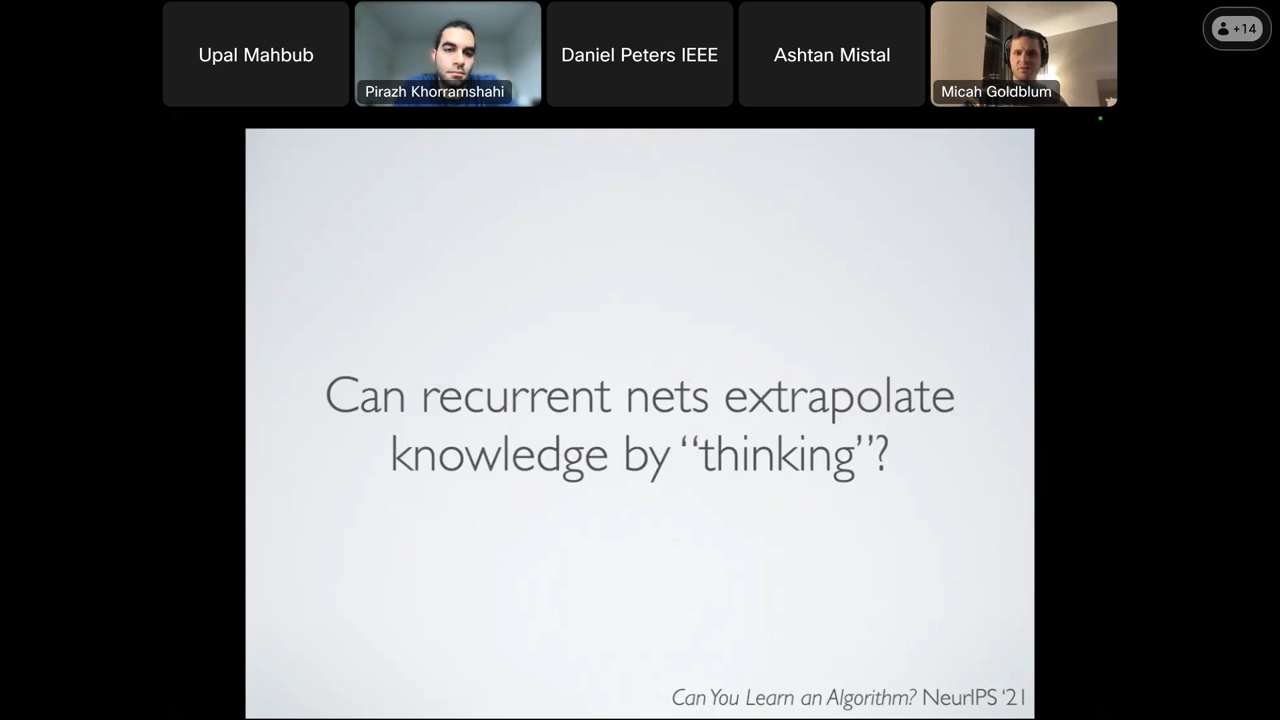 Upal Mahbub
Pirazh Khorramshahi
Daniel Peters IEEE
Ashtan Mistal
Micah Goldblum
+14
Can recurrent nets extrapolate
knowledge by “thinking”?
Can You Learn an Algorithm? NeurIPS ‘21